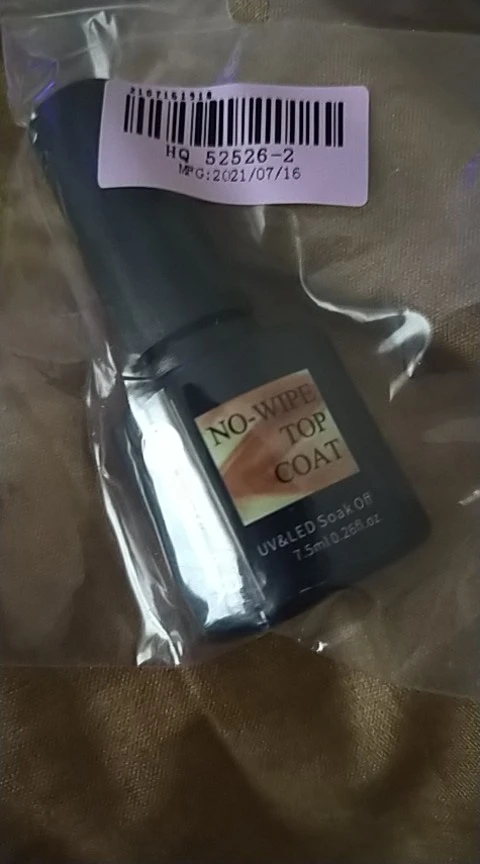 2107161918
HQ 52526-2
MFG:2021/07/16
NO-WIPE
TOP
COAT
UV&LED Soak Off
7.5ml 0.26fl.oz